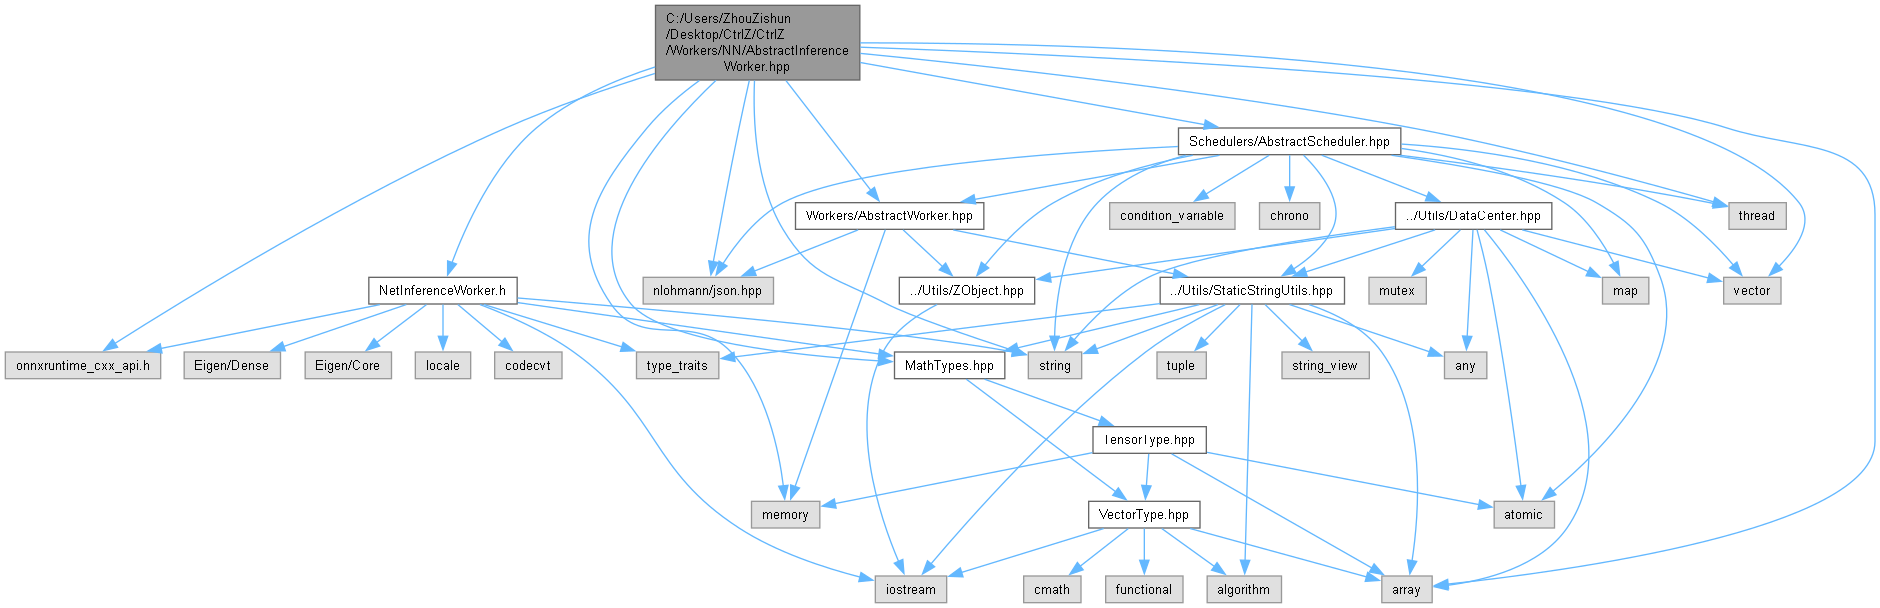 C:/Users/ZhouZishun
/Desktop/CtrlZ/CtrlZ
/Workers/NN/AbstractInference
Worker.hpp
Schedulers/AbstractScheduler.hpp
Workers/AbstractWorker.hpp
condition_variable
chrono
../Utils/DataCenter.hpp
thread
NetInferenceWorker.h
nlohmann/json.hpp
../Utils/ZObject.hpp
../Utils/StaticStringUtils.hpp
mutex
map
vector
onnxruntime_cxx_api.h
Eigen/Dense
Eigen/Core
locale
codecvt
type_traits
MathTypes.hpp
string
tuple
string_view
any
TensorType.hpp
memory
VectorType.hpp
atomic
iostream
cmath
functional
algorithm
array